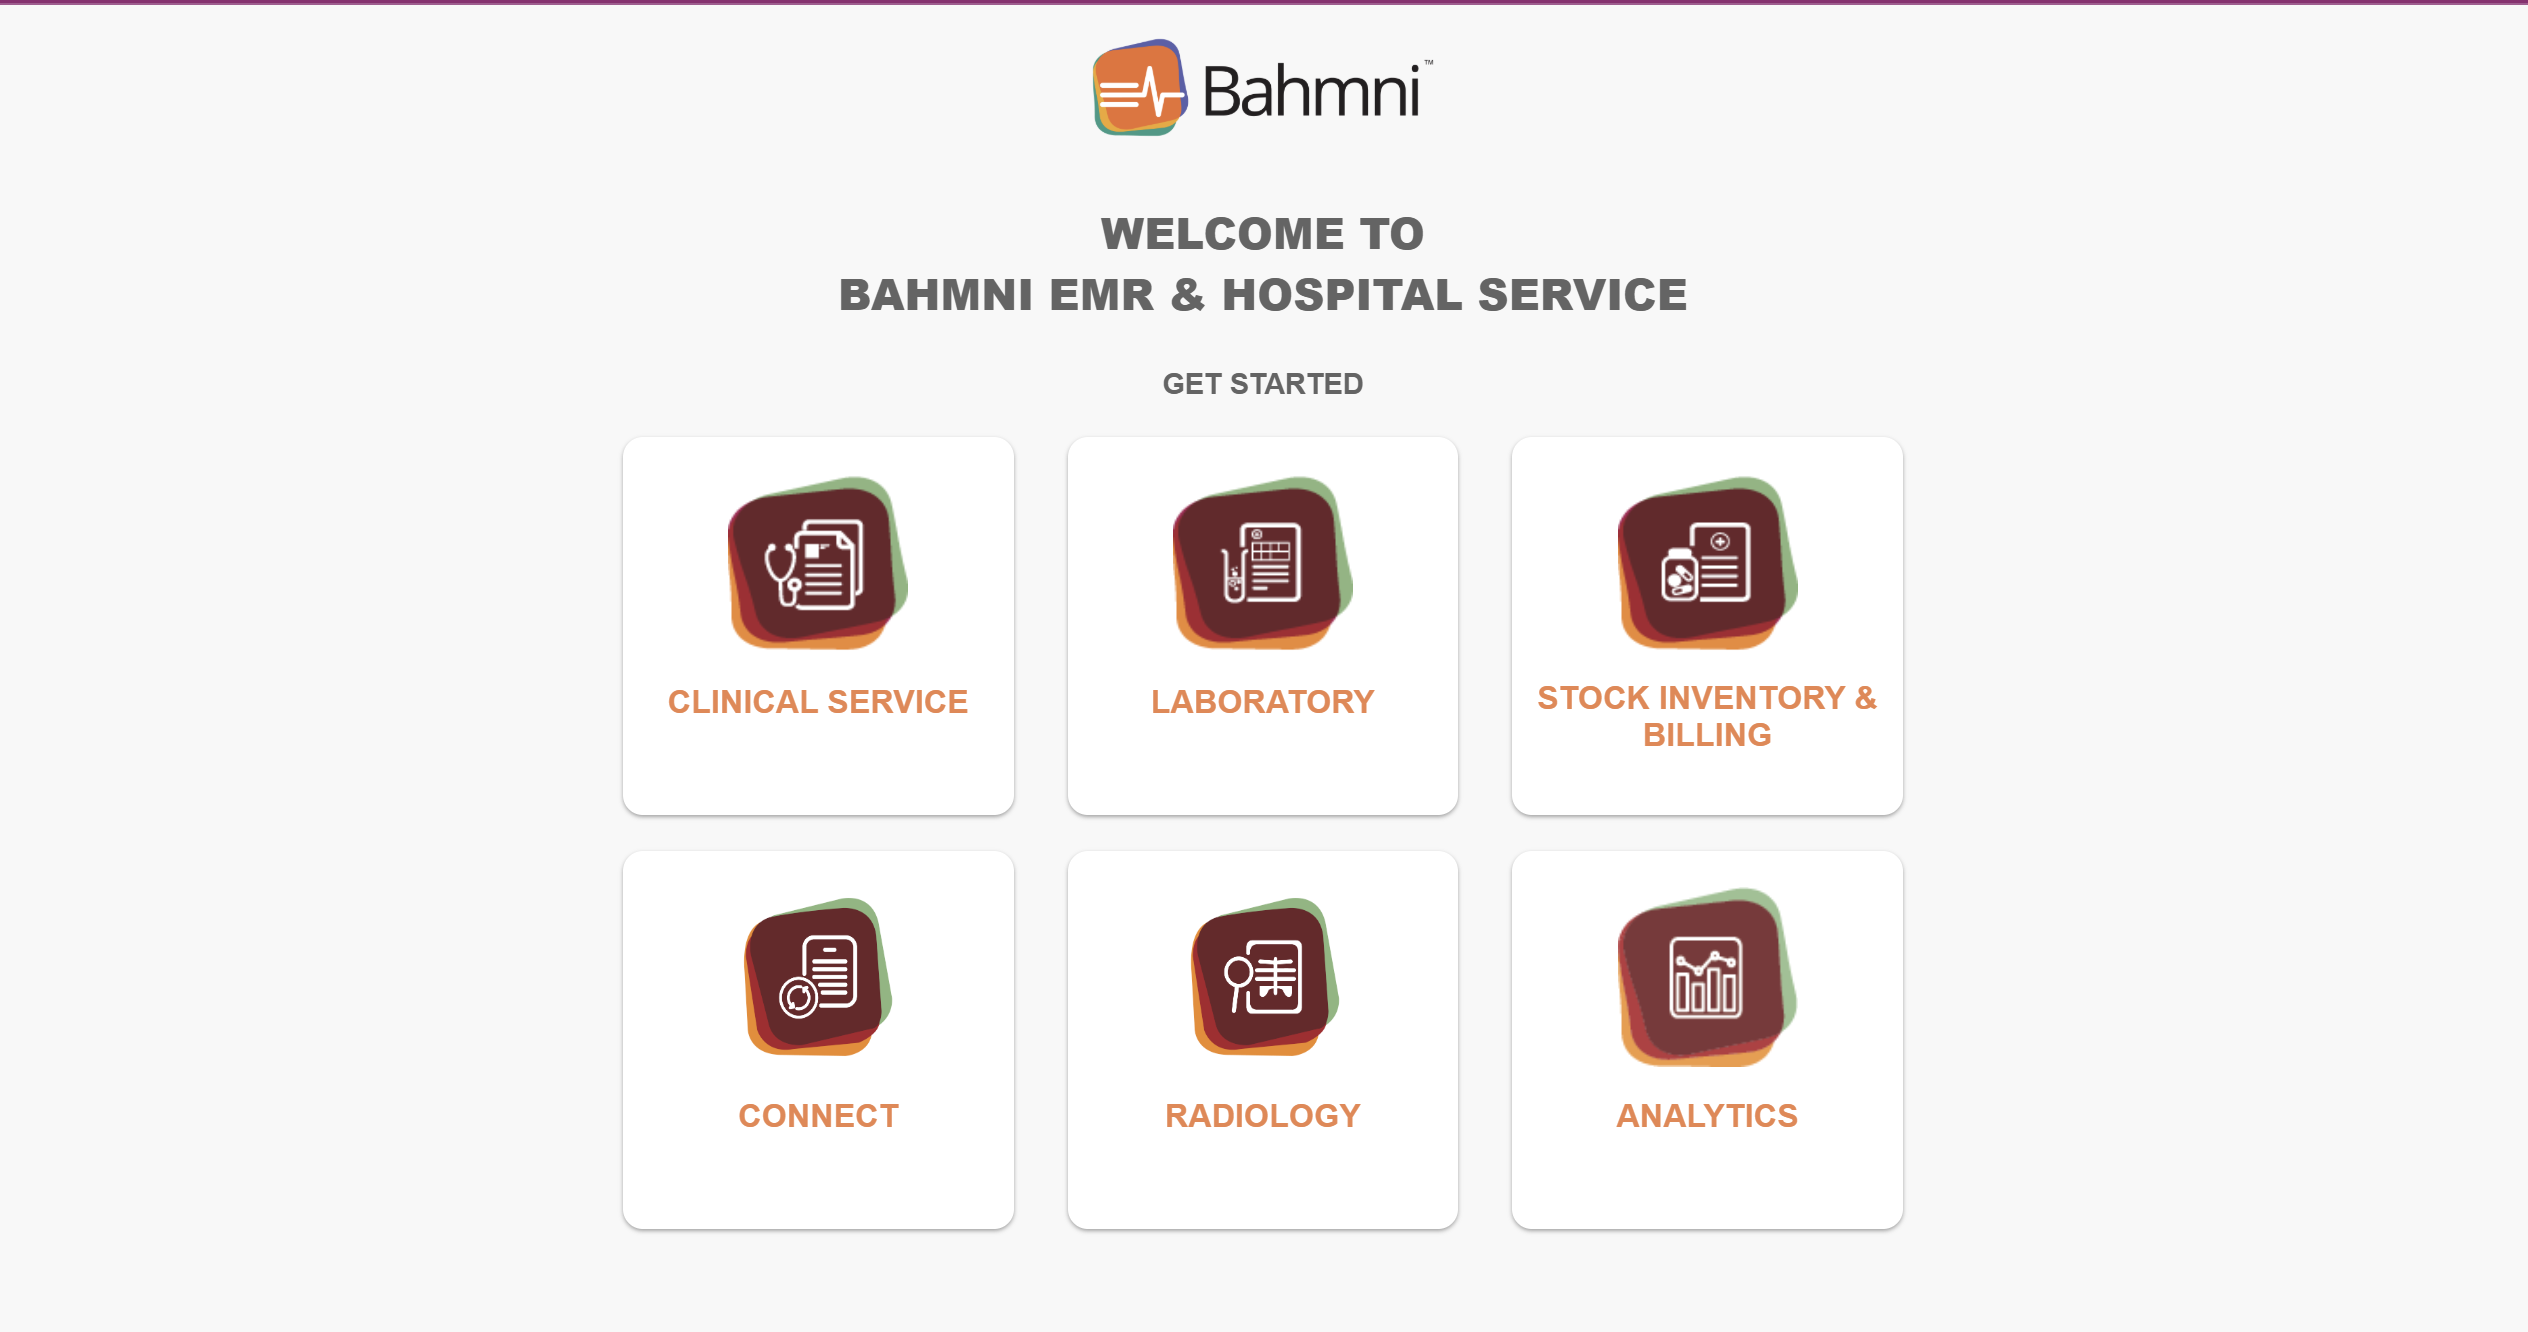 Bahmni™
WELCOME TO
BAHMNI EMR & HOSPITAL SERVICE
GET STARTED
CLINICAL SERVICE
LABORATORY
STOCK INVENTORY &
BILLING
CONNECT
RADIOLOGY
ANALYTICS